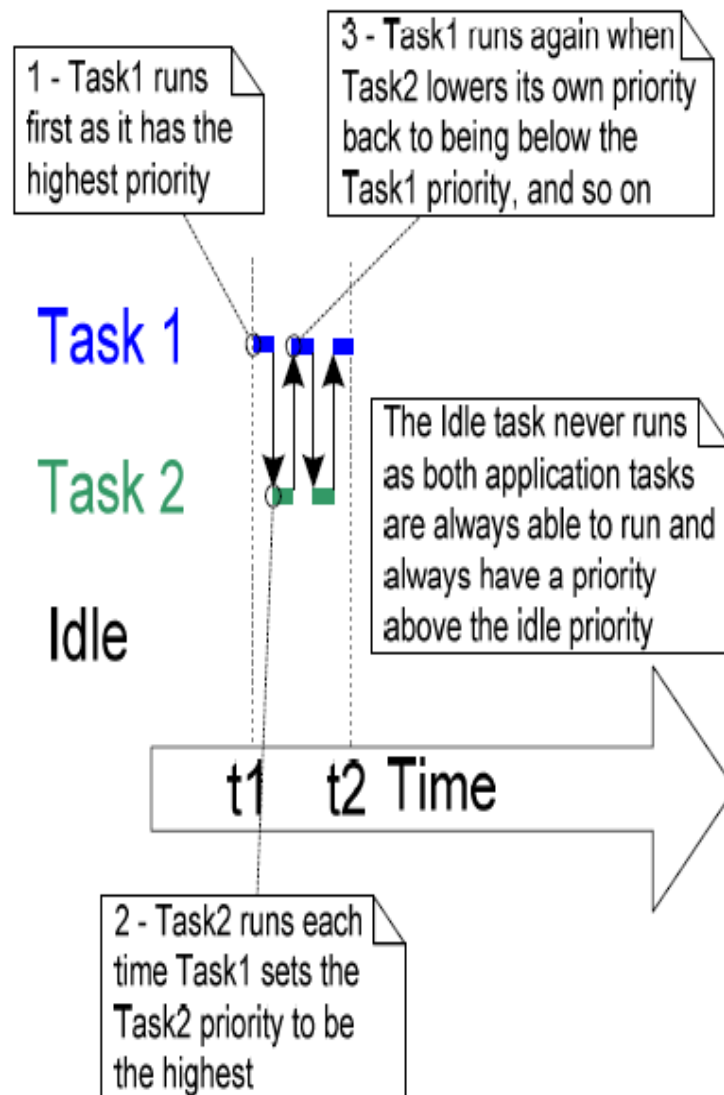 1 - Task1 runs
first as it has the
highest priority
3 - Task1 runs again when
Task2 lowers its own priority
back to being below the
Task1 priority, and so on
Task 1
Task 2
Idle
The Idle task never runs
as both application tasks
are always able to run and
always have a priority
above the idle priority
t1 t2 Time
2 - Task2 runs each
time Task1 sets the
Task2 priority to be
the highest